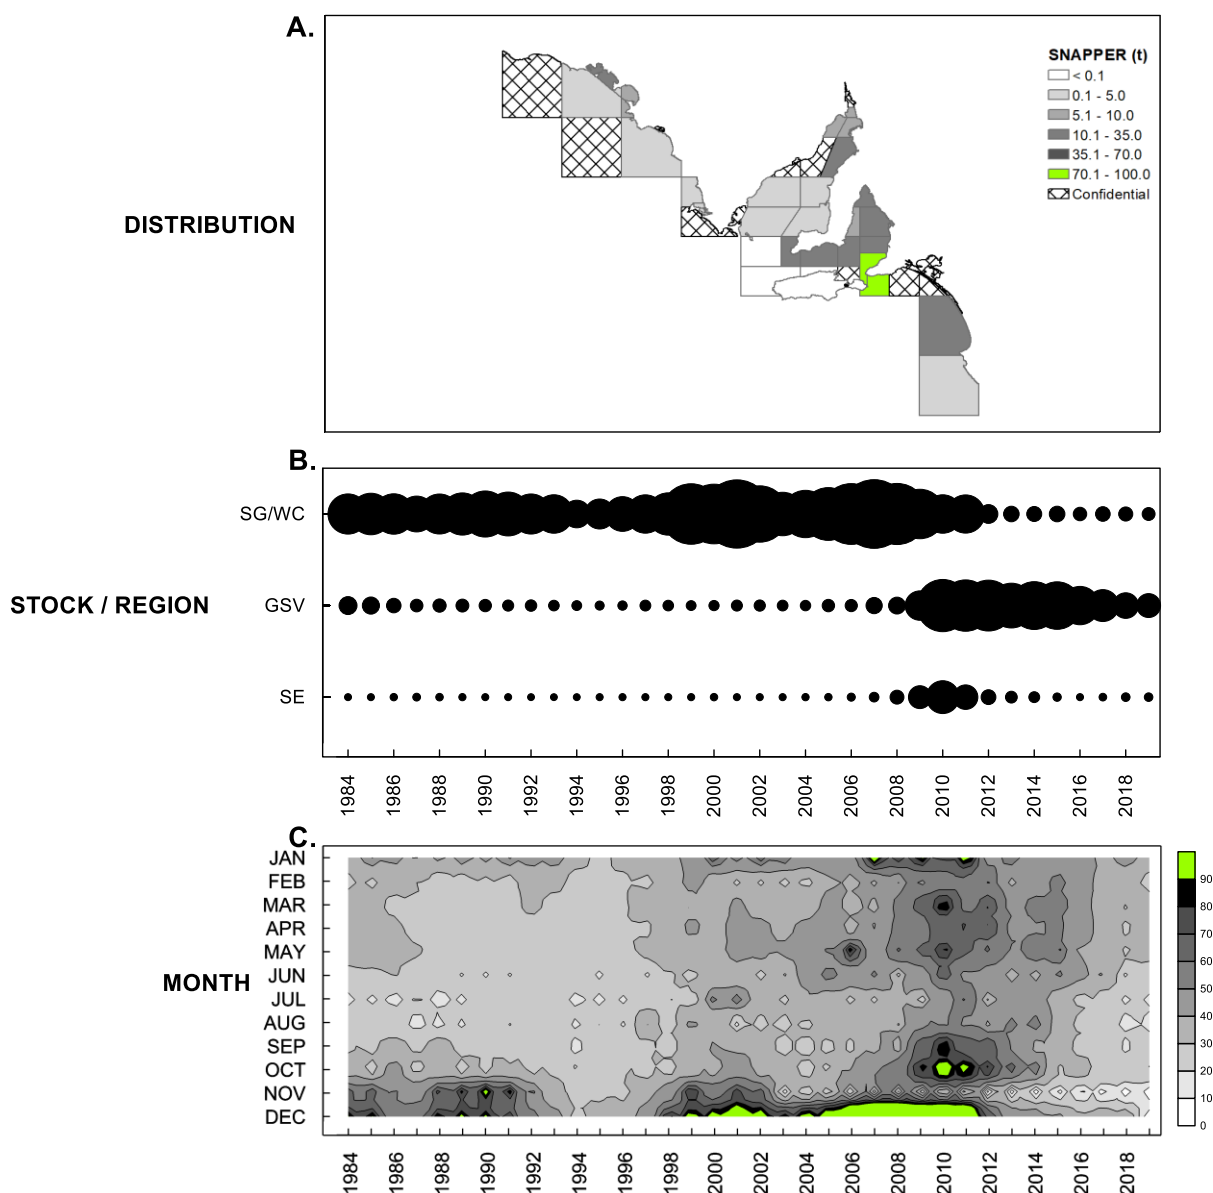 A.
SNAPPER (t)
< 0.1
0.1 - 5.0
5.1 - 10.0
10.1 - 35.0
35.1 - 70.0
70.1 - 100.0
Confidential
DISTRIBUTION
B.
SG/WC
GSV
SE
STOCK / REGION
1984 1986 1988 1990 1992 1994 1996 1998 2000 2002 2004 2006 2008 2010 2012 2014 2016 2018
C.
JAN
FEB
MAR
APR
MAY
JUN
JUL
AUG
SEP
OCT
NOV
DEC
MONTH
90
80
70
60
50
40
30
20
10
0
1984 1986 1988 1990 1992 1994 1996 1998 2000 2002 2004 2006 2008 2010 2012 2014 2016 2018